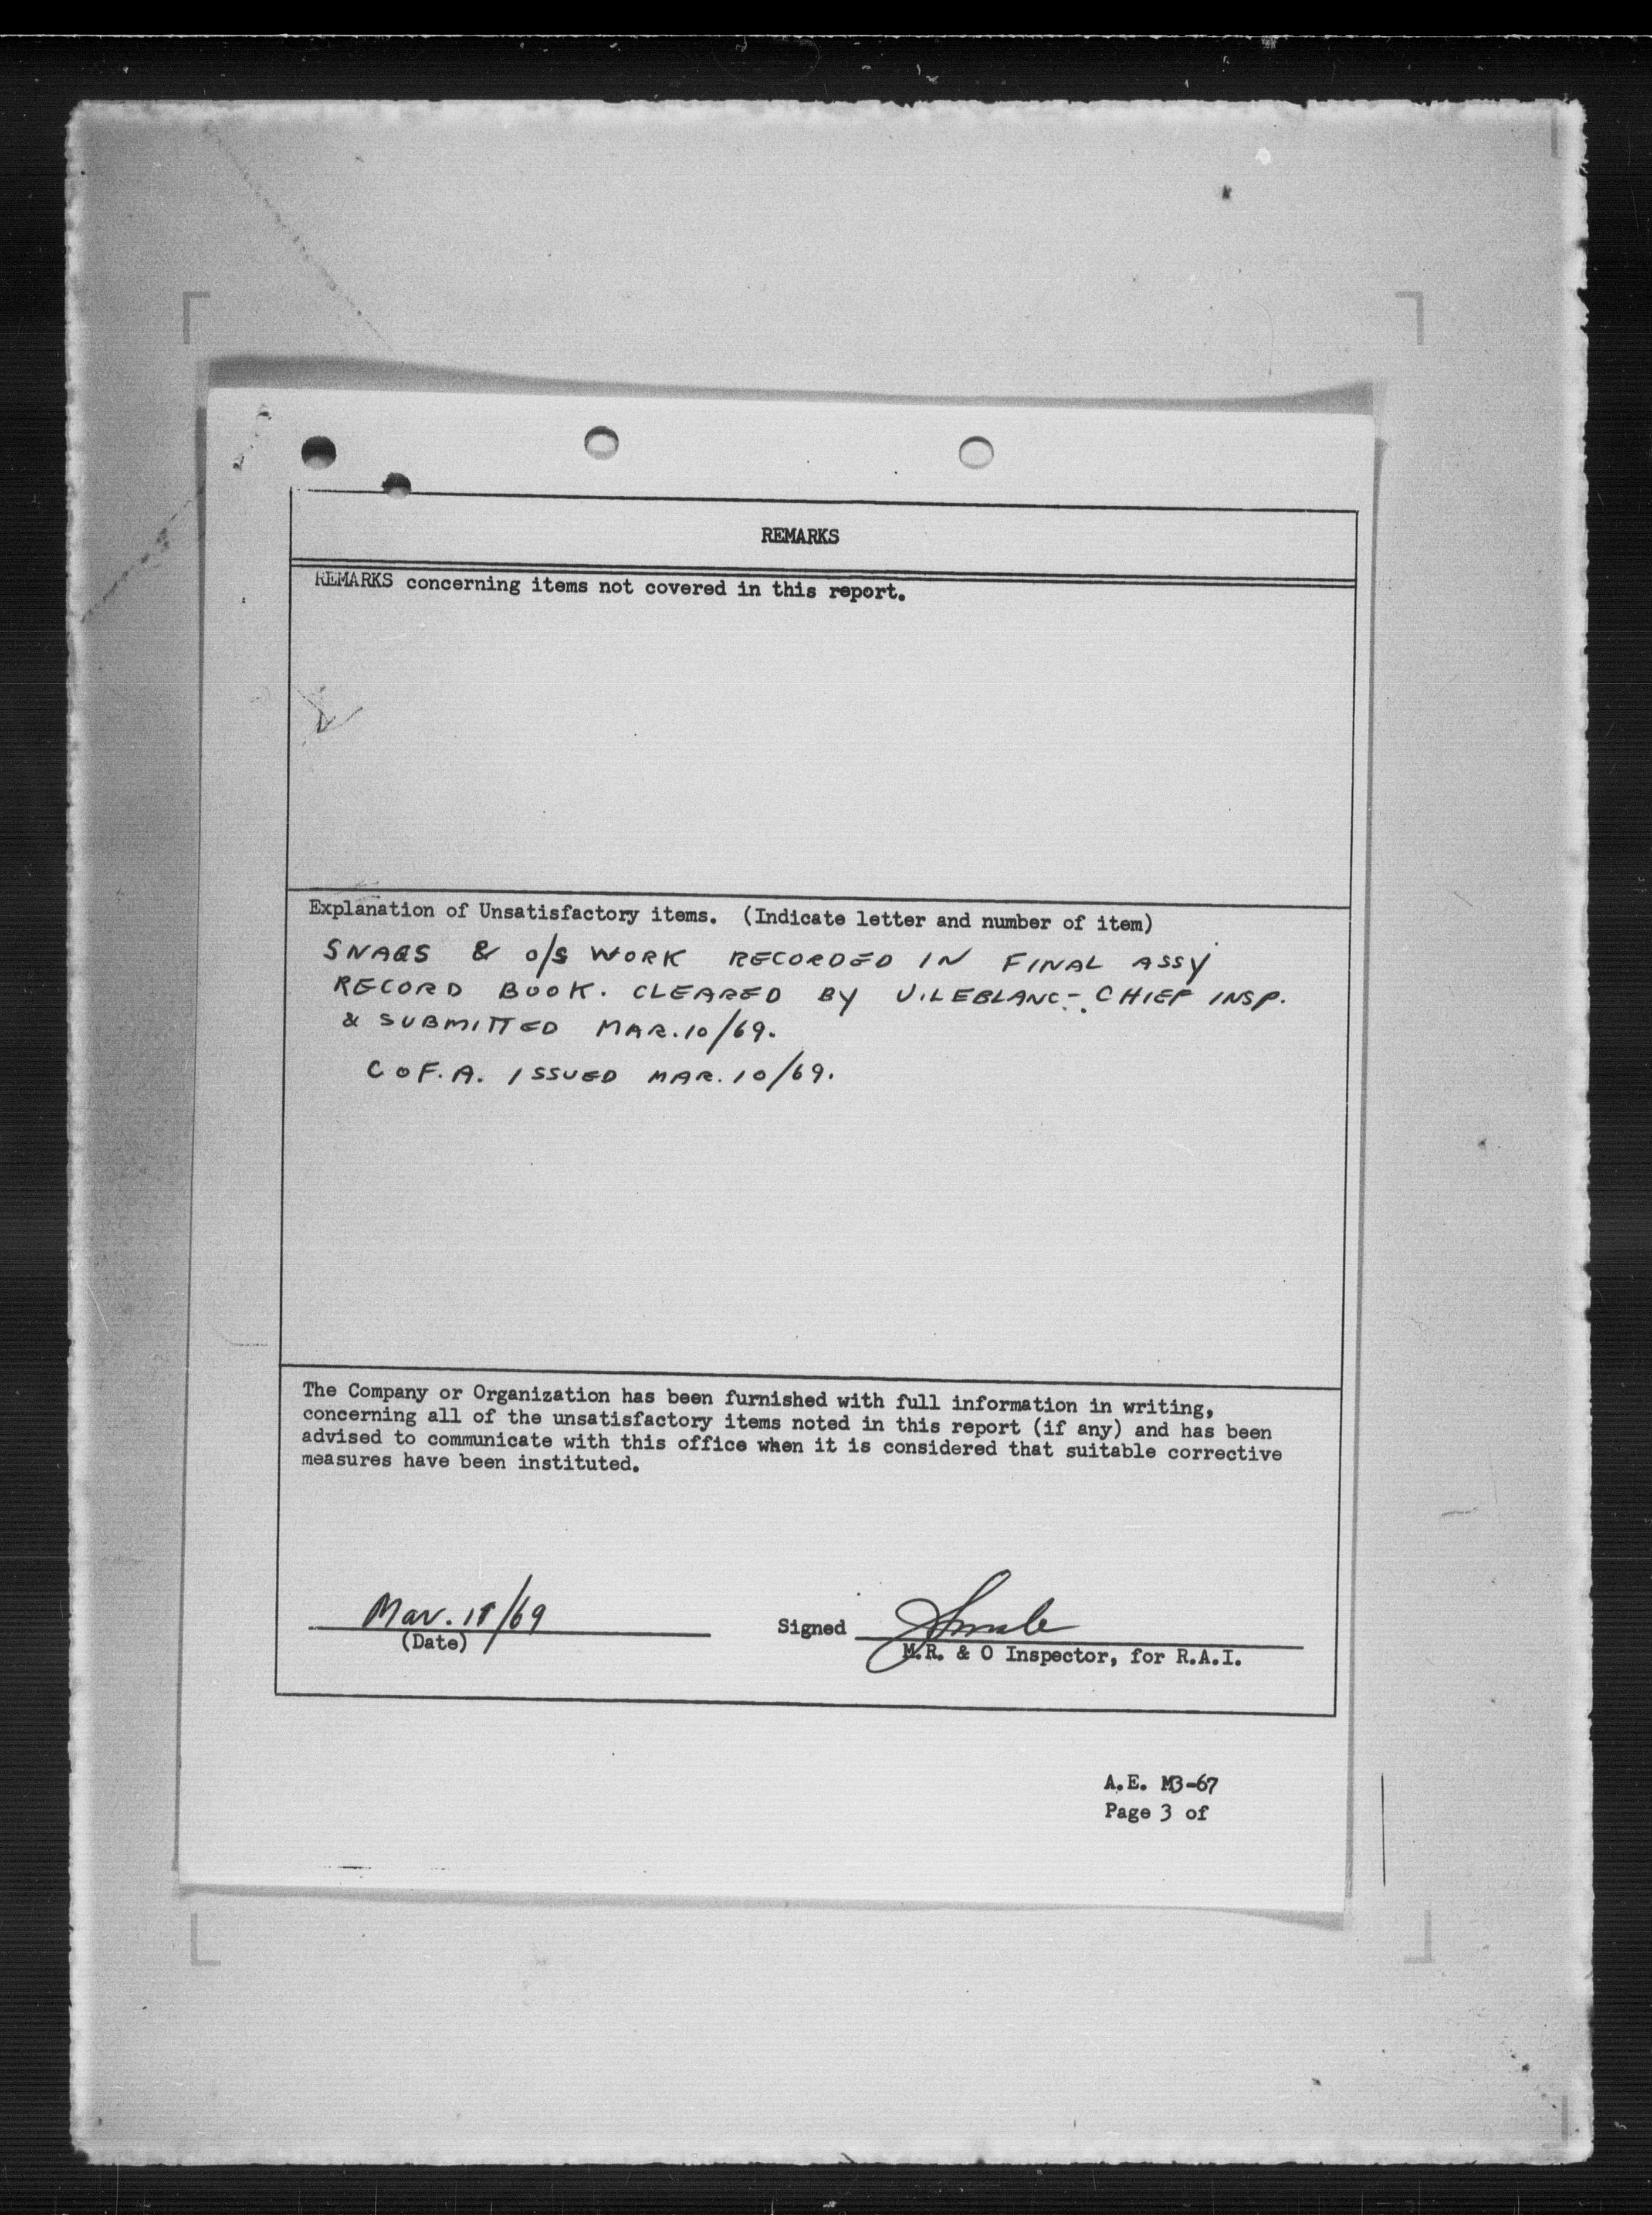 REMARKS
REMARKS concerning items not covered in this report.
Explanation of Unsatisfactory items. (Indicate letter and number of item)
SNAGS & O/S WORK RECORDED IN FINAL ASSY
RECORD BOOK. CLEARED BY V.LEBLANC - CHIEF INSP.
& SUBMITTED MAR.10/69.
C OF.A. ISSUED MAR.10/69.
The Company or Organization has been furnished with full information in writing,
concerning all of the unsatisfactory items noted in this report (if any) and has been
advised to communicate with this office when it is considered that suitable corrective
measures have been instituted.
Mar. /69
(Date)
Signed
M.R. & O Inspector, for R.A.I.
A.E. M3-67
Page 3 of